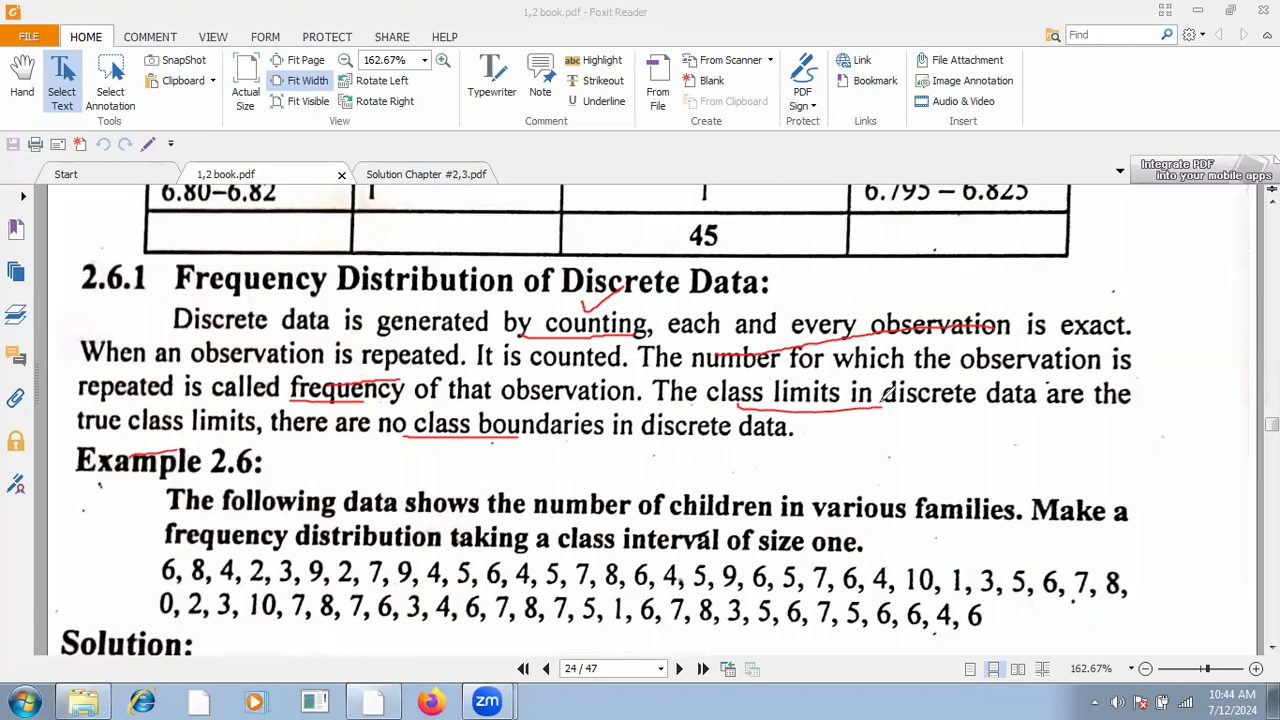 1,2 book.pdf - Foxit Reader
FILE HOME COMMENT VIEW FORM PROTECT SHARE HELP
Find
Hand
Select Text
Select Annotation
SnapShot
Clipboard
Tools
Actual Size
Fit Page
Fit Width
Fit Visible
162.67%
Rotate Left
Rotate Right
View
Typewriter
Note
Highlight
Strikeout
Underline
Comment
From File
From Scanner
Blank
From Clipboard
Create
PDF Sign
Protect
Link
Bookmark
Links
File Attachment
Image Annotation
Audio & Video
Insert
Start 1,2 book.pdf Solution Chapter #2,3.pdf
Integrate PDF
into your mobile apps
6.80–6.82 1 1 6.795 – 6.825
45
2.6.1 Frequency Distribution of Discrete Data:
Discrete data is generated by counting, each and every observation is exact.
When an observation is repeated. It is counted. The number for which the observation is
repeated is called frequency of that observation. The class limits in discrete data are the
true class limits, there are no class boundaries in discrete data.
Example 2.6:
The following data shows the number of children in various families. Make a
frequency distribution taking a class interval of size one.
6, 8, 4, 2, 3, 9, 2, 7, 9, 4, 5, 6, 4, 5, 7, 8, 6, 4, 5, 9, 6, 5, 7, 6, 4, 10, 1, 3, 5, 6, 7, 8,
0, 2, 3, 10, 7, 8, 7, 6, 3, 4, 6, 7, 8, 7, 5, 1, 6, 7, 8, 3, 5, 6, 7, 5, 6, 6, 4, 6
Solution:
24 / 47
162.67%
zm
10:44 AM
7/12/2024